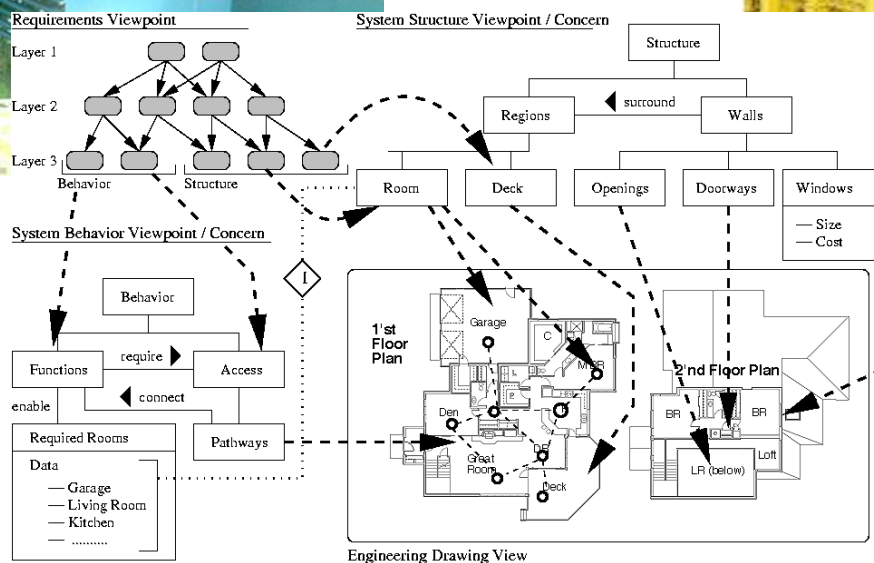 Requirements Viewpoint
Layer 1
Layer 2
Layer 3
Behavior
Structure
System Structure Viewpoint / Concern
Structure
Regions
surround
Walls
Room
Deck
Openings
Doorways
Windows
— Size
— Cost
System Behavior Viewpoint / Concern
I
Behavior
Functions
require
Access
enable
connect
Required Rooms
Pathways
Data
— Garage
— Living Room
— Kitchen
— ..........
1'st
Floor
Plan
Garage
C
Den
Great
Room
Deck
2'nd Floor Plan
BR
BR
Loft
LR (below)
Engineering Drawing View